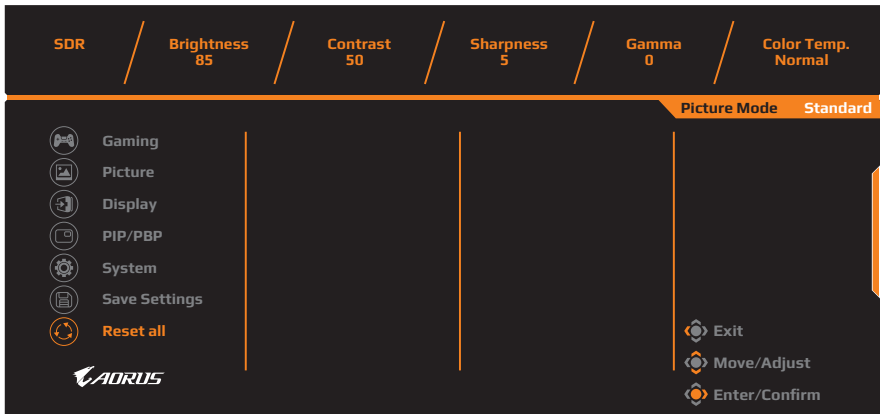 SDR
Brightness
85
Contrast
50
Sharpness
5
Gamma
0
Color Temp.
Normal
Picture Mode Standard
Gaming
Picture
Display
PIP/PBP
System
Save Settings
Reset all
AORUS
Exit
Move/Adjust
Enter/Confirm